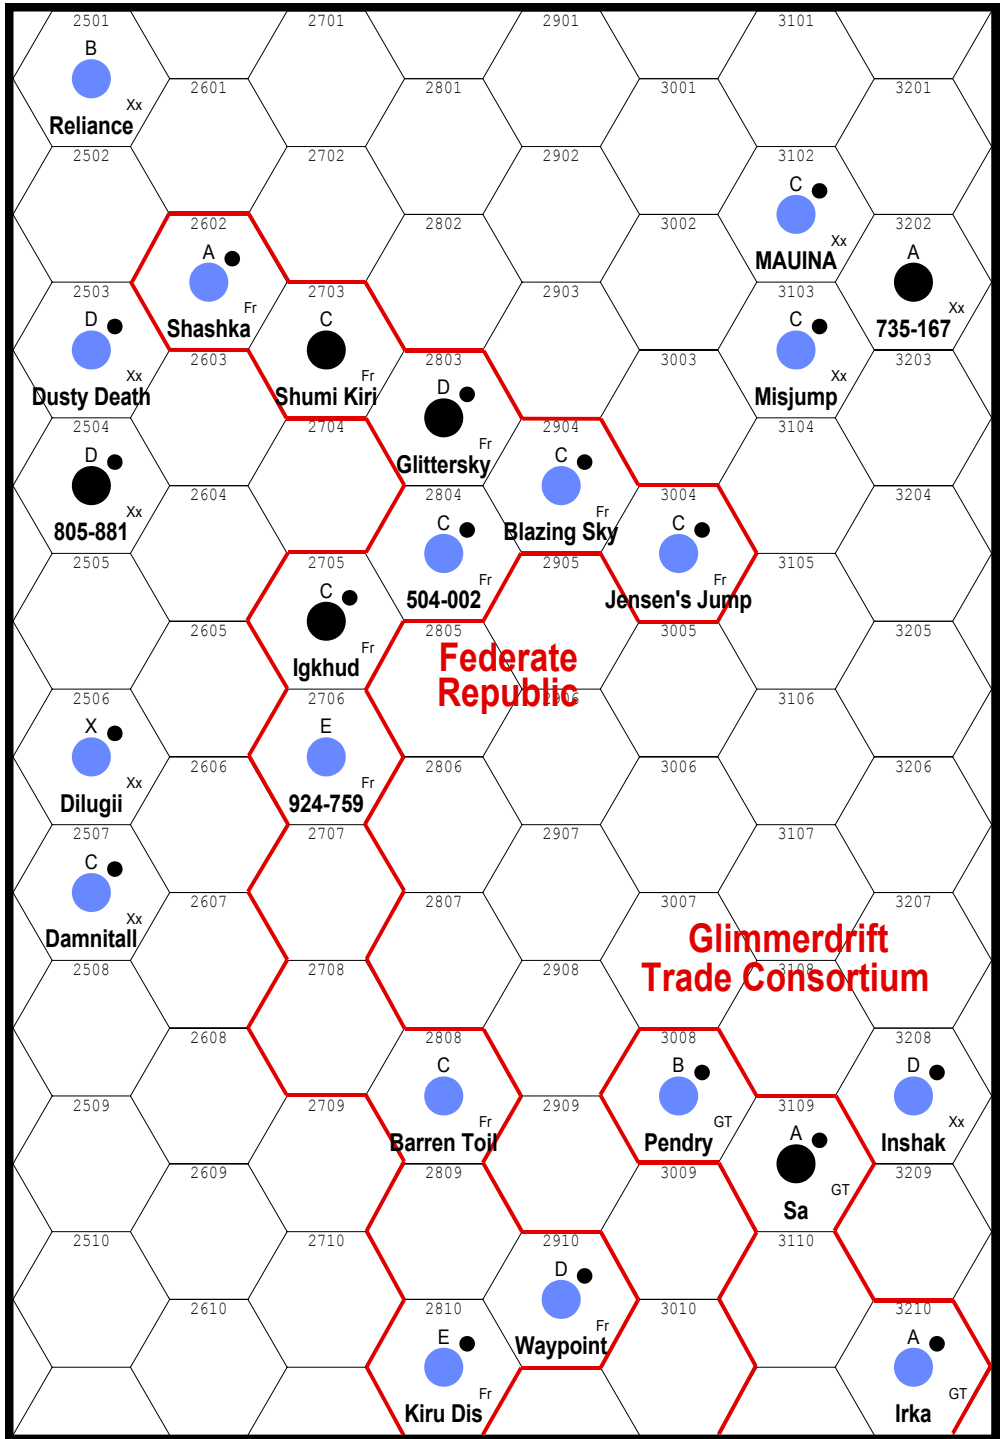 2501
2701
2901
3101
B
Xx
Reliance
2601
2801
3001
3201
2502
2702
2902
3102
C
Xx
MAUINA
2602
A
Fr
Shashka
2802
3002
3202
A
Xx
735-167
2503
D
Xx
Dusty Death
2703
C
Fr
Shumi Kiri
2903
3103
C
Xx
Misjump
2603
2803
D
Fr
Glittersky
3003
3203
2504
D
Xx
805-881
2704
2904
C
Fr
Blazing Sky
3104
2604
2804
C
Fr
504-002
3004
C
Fr
Jensen's Jump
3204
2505
2705
C
Fr
Igkhud
2905
3105
2605
2805
3005
3205
Federate
Republic
2506
X
Xx
Dilugii
2706
E
Fr
924-759
2906
3106
2606
2806
3006
3206
2507
C
Xx
Damnitall
2707
2907
3107
2607
2807
3007
3207
Glimmerdrift
Trade Consortium
2508
2708
2908
3108
2608
2808
C
Fr
Barren Toil
3008
B
GT
Pendry
3208
D
Xx
Inshak
2509
2709
2909
3109
A
GT
Sa
2609
2809
3009
3209
2510
2710
2910
D
Fr
Waypoint
3110
2610
2810
E
Fr
Kiru Dis
3010
3210
A
GT
Irka